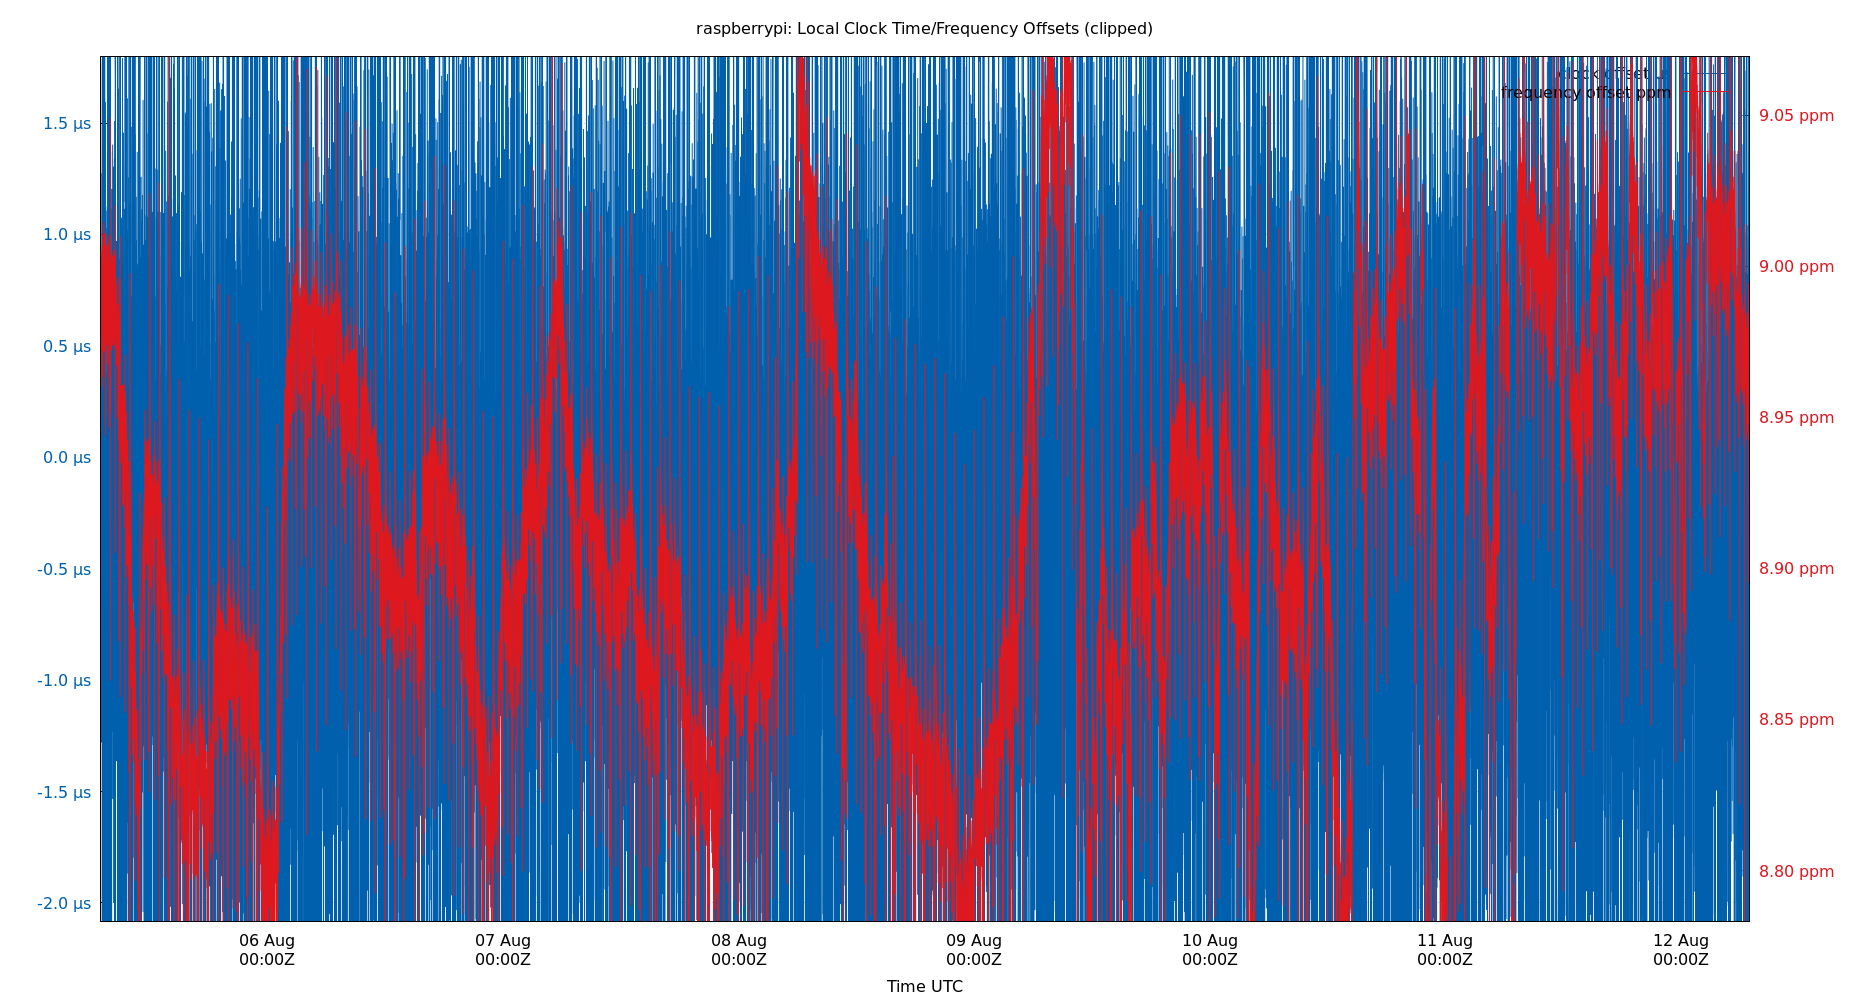 raspberrypi: Local Clock Time/Frequency Offsets (clipped)
clock offset
frequency offset ppm
1.5 µs
1.0 µs
0.5 µs
0.0 µs
-0.5 µs
-1.0 µs
-1.5 µs
-2.0 µs
9.05 ppm
9.00 ppm
8.95 ppm
8.90 ppm
8.85 ppm
8.80 ppm
06 Aug
00:00Z
07 Aug
00:00Z
08 Aug
00:00Z
09 Aug
00:00Z
10 Aug
00:00Z
11 Aug
00:00Z
12 Aug
00:00Z
Time UTC